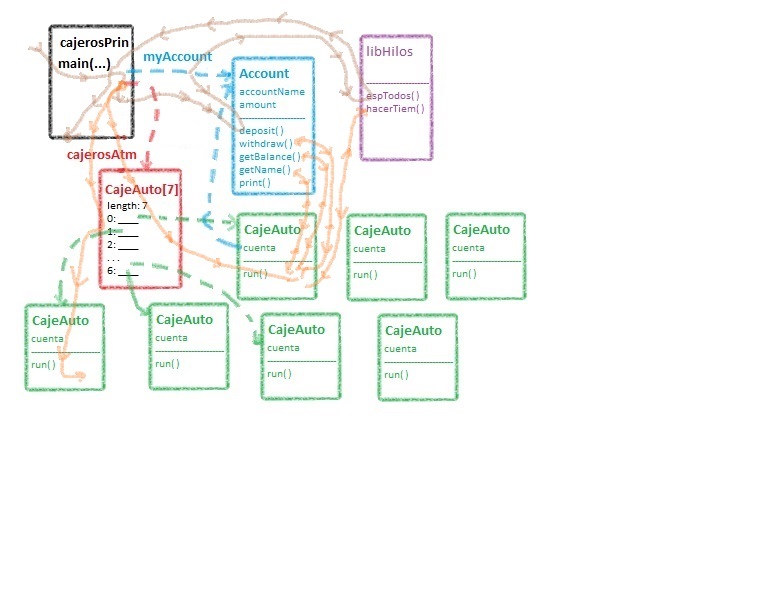 cajerosPrin
main(...)
myAccount
Account
accountName
amount
deposit()
withdraw()
getBalance()
getName()
print()
libHilos
espTodos()
hacerTiem()
cajerosAtm
CajeAuto[7]
length: 7
0: ____
1: ____
2: ____
. . .
6: ____
CajeAuto
cuenta
run()
CajeAuto
cuenta
run()
CajeAuto
cuenta
run()
CajeAuto
cuenta
run()
CajeAuto
cuenta
run()
CajeAuto
cuenta
run()
CajeAuto
cuenta
run()